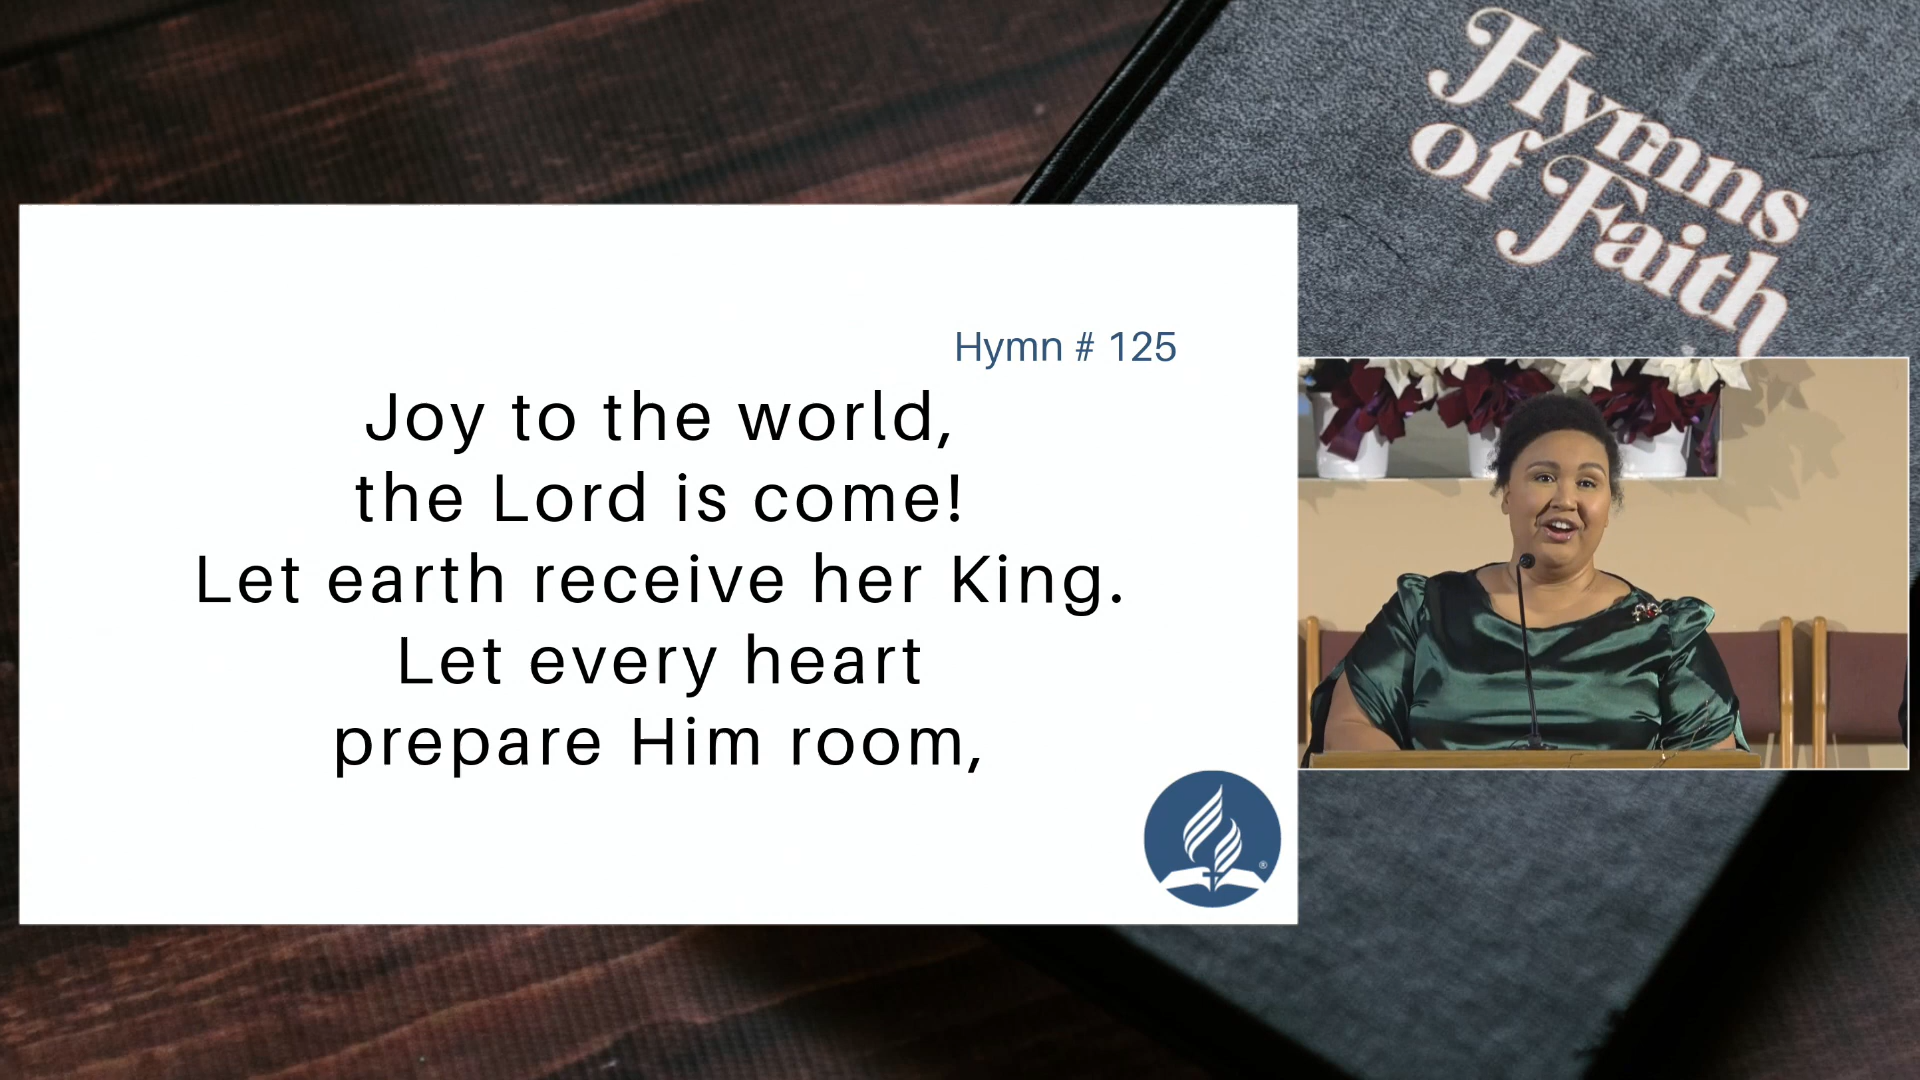 Hymns
of Faith
Hymn # 125
Joy to the world,
the Lord is come!
Let earth receive her King.
Let every heart
prepare Him room,
®